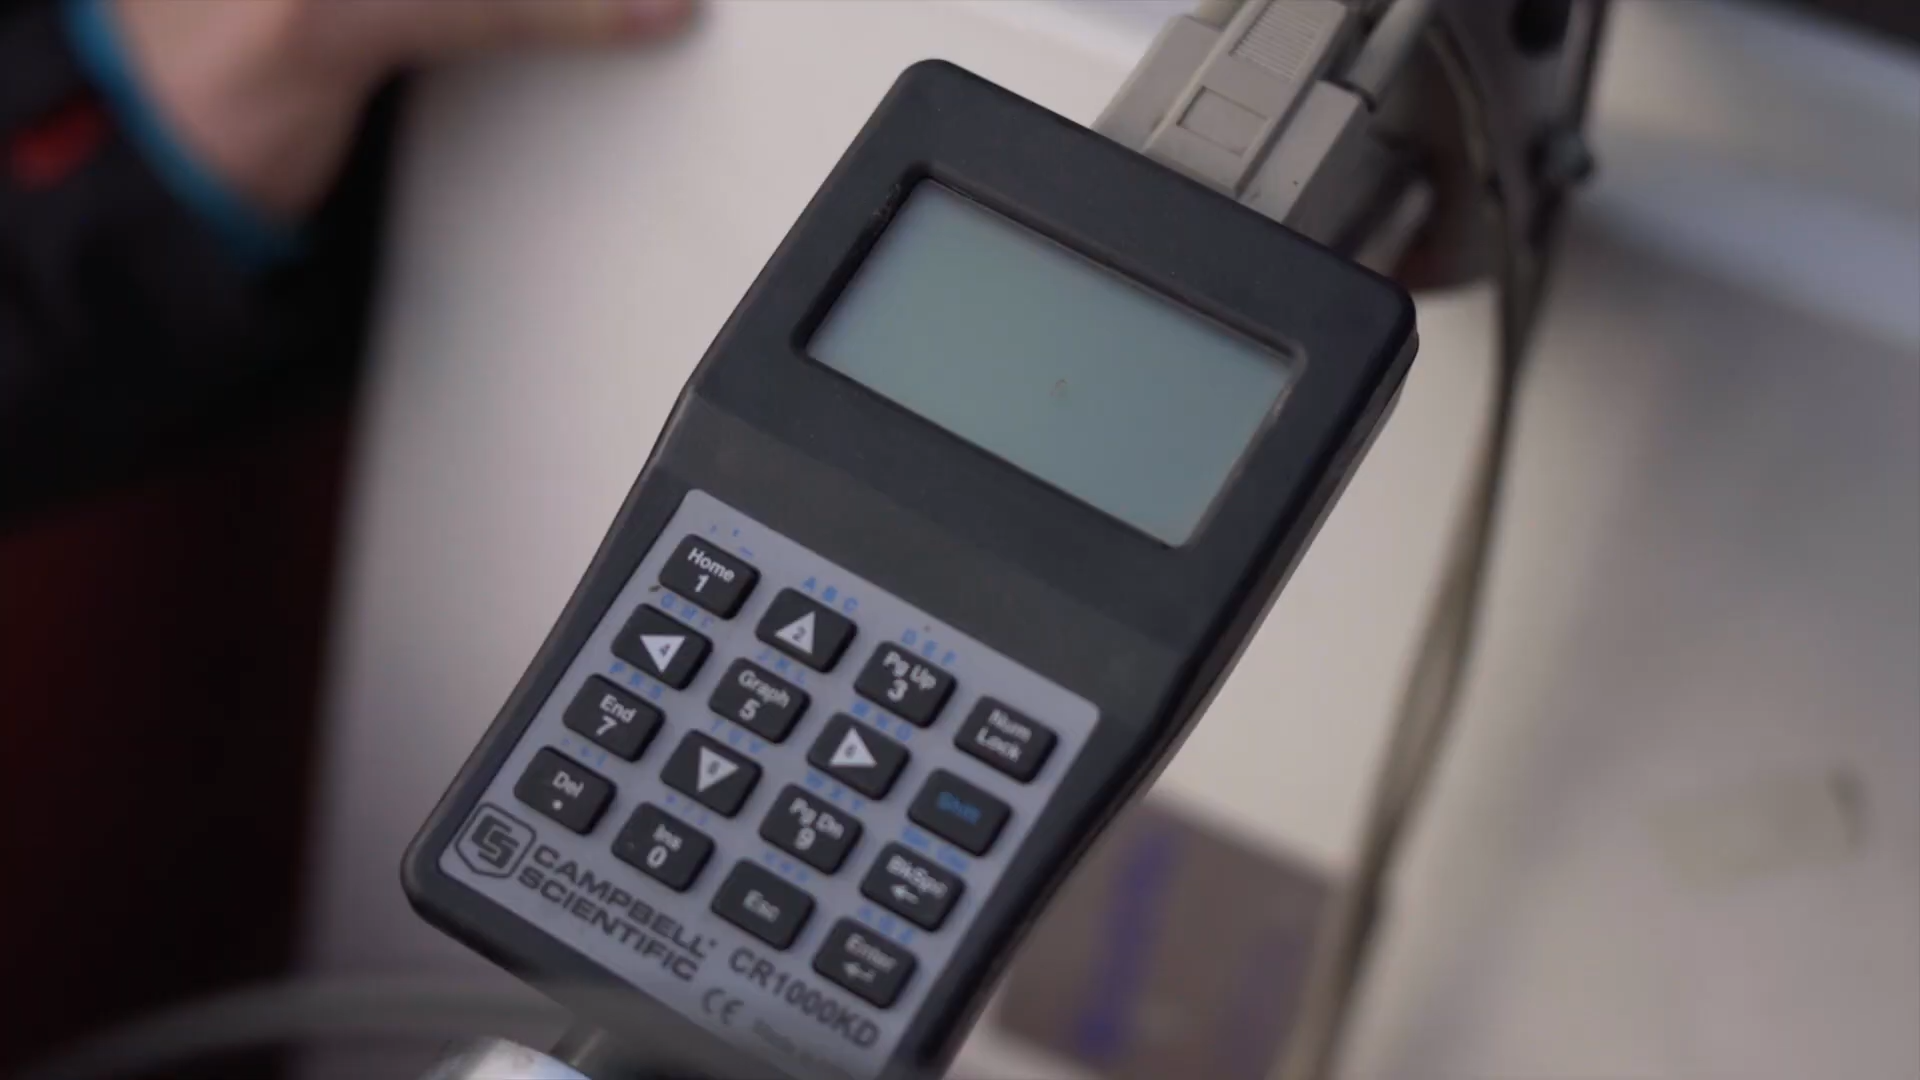 Home
1
A B C
2
D E F
Pg Up
3
Num
Lock
G H I
4
J K L
Graph
5
6
Shift
P R S
End
7
T U V
8
W X Y
Pg Dn
9
BkSpc
Del
Ins
0
Esc
Enter
CAMPBELL
SCIENTIFIC
CR1000KD
CE